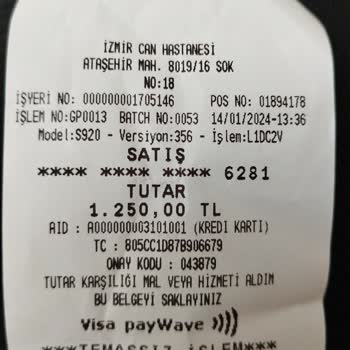 İZMİR CAN HASTANESİ
ATAŞEHİR MAH. 8019/16 SOK
NO:18
İŞYERİ NO: 000000001705146 POS NO: 01894178
İŞLEM NO:GP0013 BATCH NO:0053 14/01/2024-13:36
Model:S920 - Versiyon:356 - İşlem:L1DC2V
SATIŞ
**** **** **** 6281
TUTAR
1.250,00 TL
AID : A000000003101001 (KREDI KARTI)
TC : 805CC1D87B906679
ONAY KODU : 043879
TUTAR KARŞILIĞI MAL VEYA HİZMETİ ALDIM
BU BELGEYİ SAKLAYINIZ
Visa payWave
***TEMASSIZ İŞLEM***